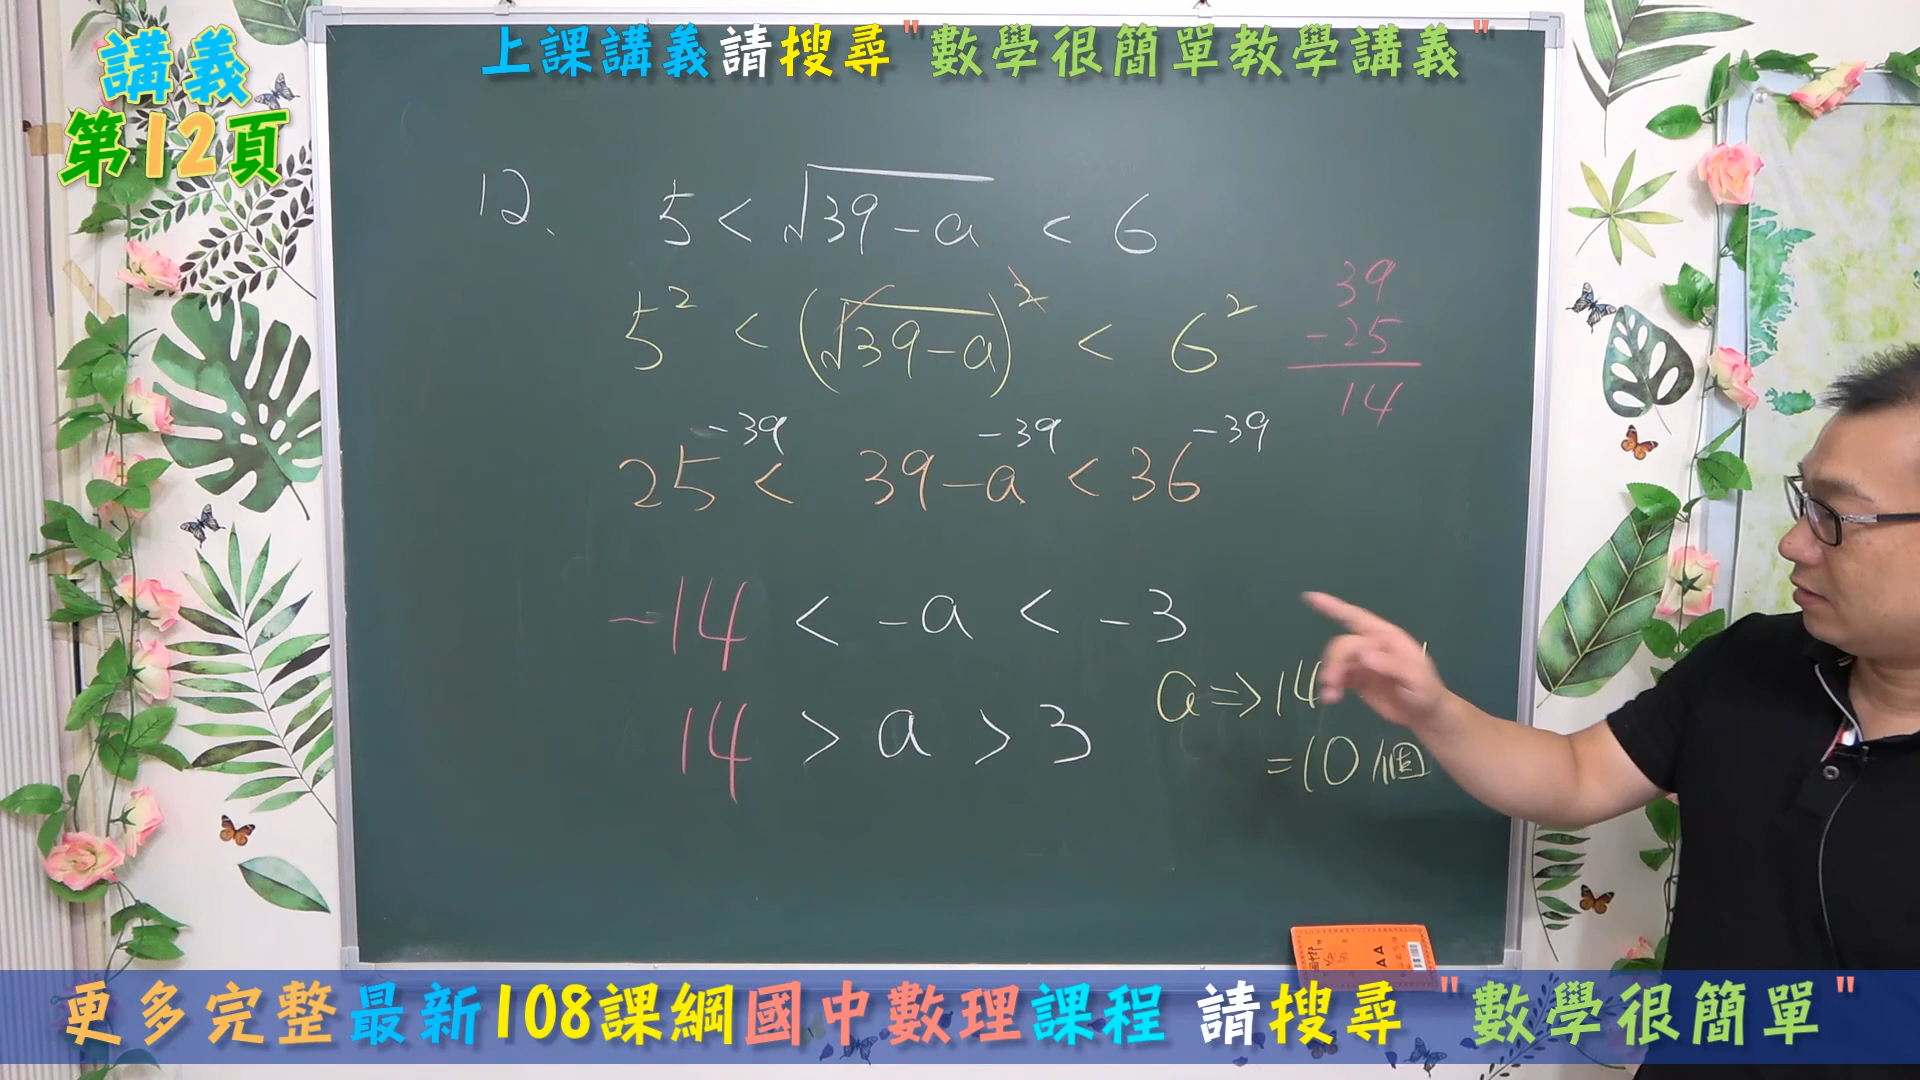 上課講義請搜尋"數學很簡單教學講義"
講義
第12頁
12、 5 < √39-a < 6
5² < (√39-a)² < 6²
39
-25
14
-39 -39 -39
25 < 39-a < 36
-14 < -a < -3
14 > a > 3
a ⇒ 14
=10個
更多完整最新108課綱國中數理課程 請搜尋 "數學很簡單"